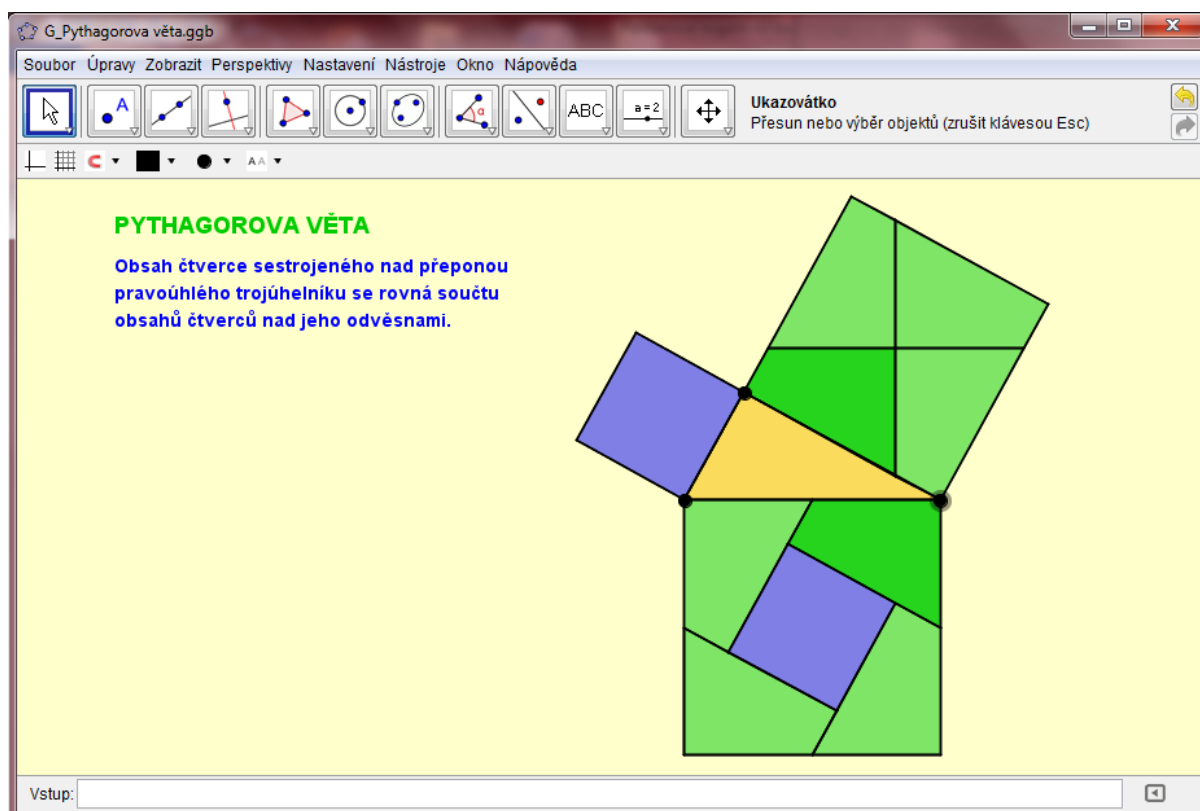 G_Pythagorova věta.ggb
Soubor Úpravy Zobrazit Perspektivy Nastavení Nástroje Okno Nápověda
A
α
ABC
a = 2
Ukazovátko
Přesun nebo výběr objektů (zrušit klávesou Esc)
AA
PYTHAGOROVA VĚTA
Obsah čtverce sestrojeného nad přeponou
pravoúhlého trojúhelníku se rovná součtu
obsahů čtverců nad jeho odvěsnami.
Vstup: